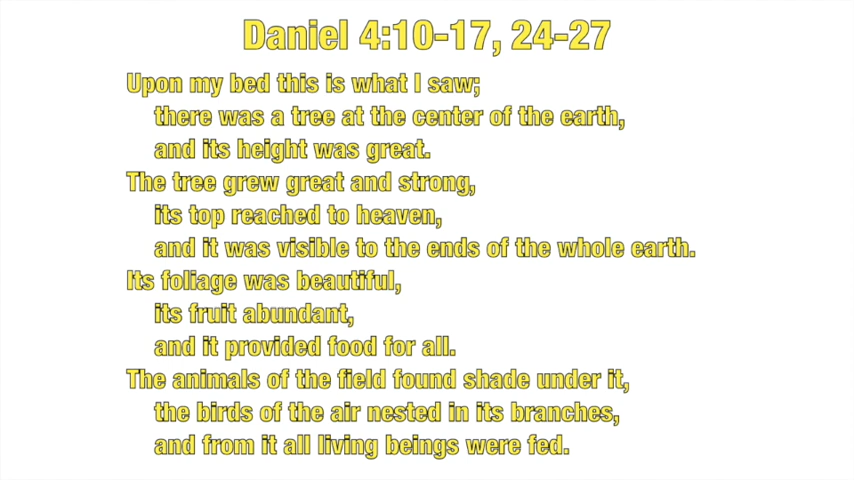 Daniel 4:10-17, 24-27
Upon my bed this is what I saw;
there was a tree at the center of the earth,
and its height was great.
The tree grew great and strong,
its top reached to heaven,
and it was visible to the ends of the whole earth.
Its foliage was beautiful,
its fruit abundant,
and it provided food for all.
The animals of the field found shade under it,
the birds of the air nested in its branches,
and from it all living beings were fed.